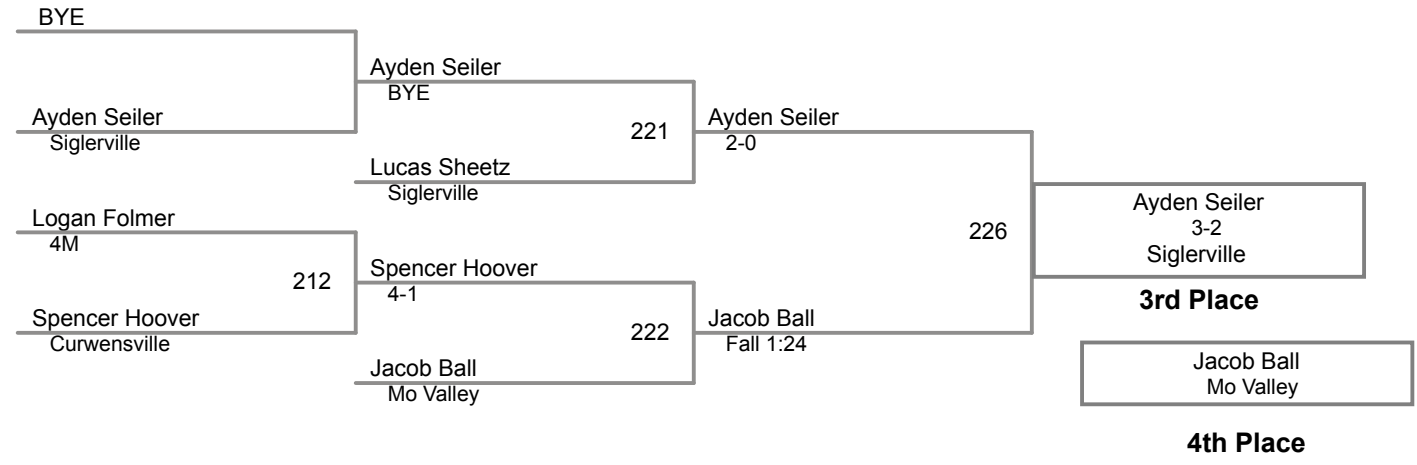 BYE
Ayden Seiler
BYE
Ayden Seiler
Siglerville
221
Ayden Seiler
2-0
Lucas Sheetz
Siglerville
Logan Folmer
4M
226
Ayden Seiler
3-2
Siglerville
3rd Place
212
Spencer Hoover
4-1
Spencer Hoover
Curwensville
222
Jacob Ball
Fall 1:24
Jacob Ball
Mo Valley
Jacob Ball
Mo Valley
4th Place